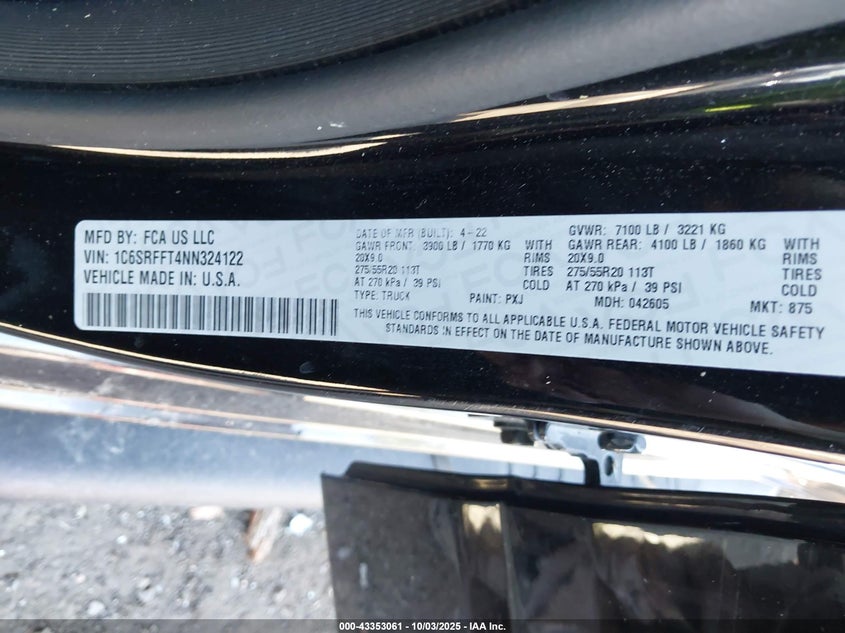 MFD BY: FCA US LLC
VIN: 1C6SRFFT4NN324122
VEHICLE MADE IN: U.S.A.
DATE OF MFR (BUILT): 4-22 GVWR: 7100 LB / 3221 KG
GAWR FRONT: 3900 LB / 1770 KG WITH GAWR REAR: 4100 LB / 1860 KG WITH
20X9.0 RIMS 20X9.0 RIMS
275/55R20 113T TIRES 275/55R20 113T TIRES
AT 270 kPa / 39 PSI COLD AT 270 kPa / 39 PSI COLD
TYPE: TRUCK PAINT: PXJ MDH: 042605 MKT: 875
THIS VEHICLE CONFORMS TO ALL APPLICABLE U.S.A. FEDERAL MOTOR VEHICLE SAFETY
STANDARDS IN EFFECT ON THE DATE OF MANUFACTURE SHOWN ABOVE.
000-43353061 - 10/03/2025 - IAA Inc.